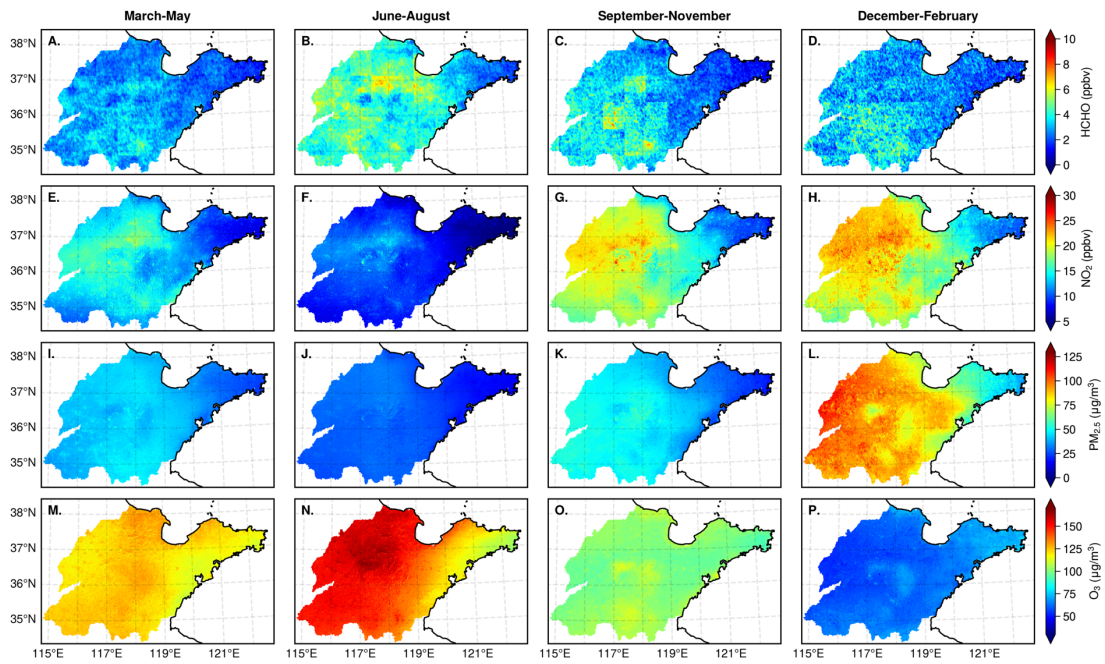 March-May June-August September-November December-February
A. B. C. D.
38°N
37°N
36°N
35°N
10
8
6
4
2
0
HCHO (ppbv)
E. F. G. H.
38°N
37°N
36°N
35°N
30
25
20
15
10
5
NO₂ (ppbv)
I. J. K. L.
38°N
37°N
36°N
35°N
125
100
75
50
25
0
PM₂.₅ (μg/m³)
M. N. O. P.
38°N
37°N
36°N
35°N
150
125
100
75
50
O₃ (μg/m³)
115°E 117°E 119°E 121°E 115°E 117°E 119°E 121°E 115°E 117°E 119°E 121°E 115°E 117°E 119°E 121°E